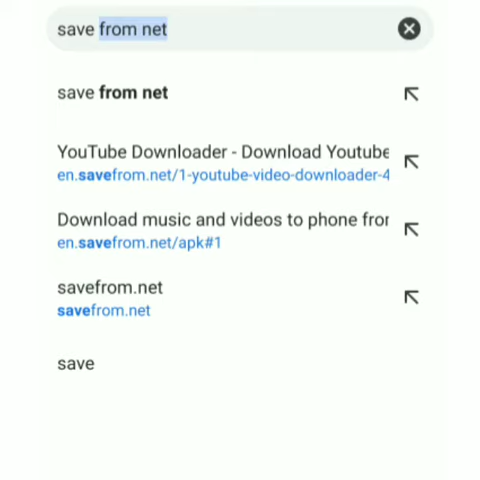 save from net
save from net
YouTube Downloader - Download Youtube
en.savefrom.net/1-youtube-video-downloader-4
Download music and videos to phone from
en.savefrom.net/apk#1
savefrom.net
savefrom.net
save